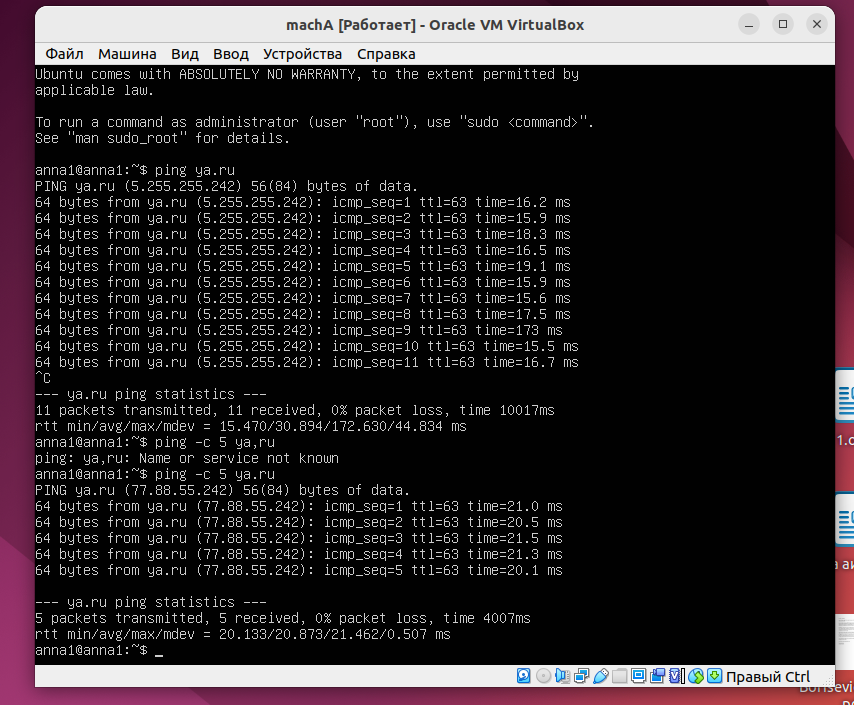 machA [Работает] - Oracle VM VirtualBox
Файл Машина Вид Ввод Устройства Справка
Ubuntu comes with ABSOLUTELY NO WARRANTY, to the extent permitted by
applicable law.
To run a command as administrator (user "root"), use "sudo <command>".
See "man sudo_root" for details.
anna1@anna1:~$ ping ya.ru
PING ya.ru (5.255.255.242) 56(84) bytes of data.
64 bytes from ya.ru (5.255.255.242): icmp_seq=1 ttl=63 time=16.2 ms
64 bytes from ya.ru (5.255.255.242): icmp_seq=2 ttl=63 time=15.9 ms
64 bytes from ya.ru (5.255.255.242): icmp_seq=3 ttl=63 time=18.3 ms
64 bytes from ya.ru (5.255.255.242): icmp_seq=4 ttl=63 time=16.5 ms
64 bytes from ya.ru (5.255.255.242): icmp_seq=5 ttl=63 time=19.1 ms
64 bytes from ya.ru (5.255.255.242): icmp_seq=6 ttl=63 time=15.9 ms
64 bytes from ya.ru (5.255.255.242): icmp_seq=7 ttl=63 time=15.6 ms
64 bytes from ya.ru (5.255.255.242): icmp_seq=8 ttl=63 time=17.5 ms
64 bytes from ya.ru (5.255.255.242): icmp_seq=9 ttl=63 time=173 ms
64 bytes from ya.ru (5.255.255.242): icmp_seq=10 ttl=63 time=15.5 ms
64 bytes from ya.ru (5.255.255.242): icmp_seq=11 ttl=63 time=16.7 ms
^C
--- ya.ru ping statistics ---
11 packets transmitted, 11 received, 0% packet loss, time 10017ms
rtt min/avg/max/mdev = 15.470/30.894/172.630/44.834 ms
anna1@anna1:~$ ping -c 5 ya,ru
ping: ya,ru: Name or service not known
anna1@anna1:~$ ping -c 5 ya.ru
PING ya.ru (77.88.55.242) 56(84) bytes of data.
64 bytes from ya.ru (77.88.55.242): icmp_seq=1 ttl=63 time=21.0 ms
64 bytes from ya.ru (77.88.55.242): icmp_seq=2 ttl=63 time=20.5 ms
64 bytes from ya.ru (77.88.55.242): icmp_seq=3 ttl=63 time=21.5 ms
64 bytes from ya.ru (77.88.55.242): icmp_seq=4 ttl=63 time=21.3 ms
64 bytes from ya.ru (77.88.55.242): icmp_seq=5 ttl=63 time=20.1 ms
--- ya.ru ping statistics ---
5 packets transmitted, 5 received, 0% packet loss, time 4007ms
rtt min/avg/max/mdev = 20.133/20.873/21.462/0.507 ms
anna1@anna1:~$ _
Правый Ctrl